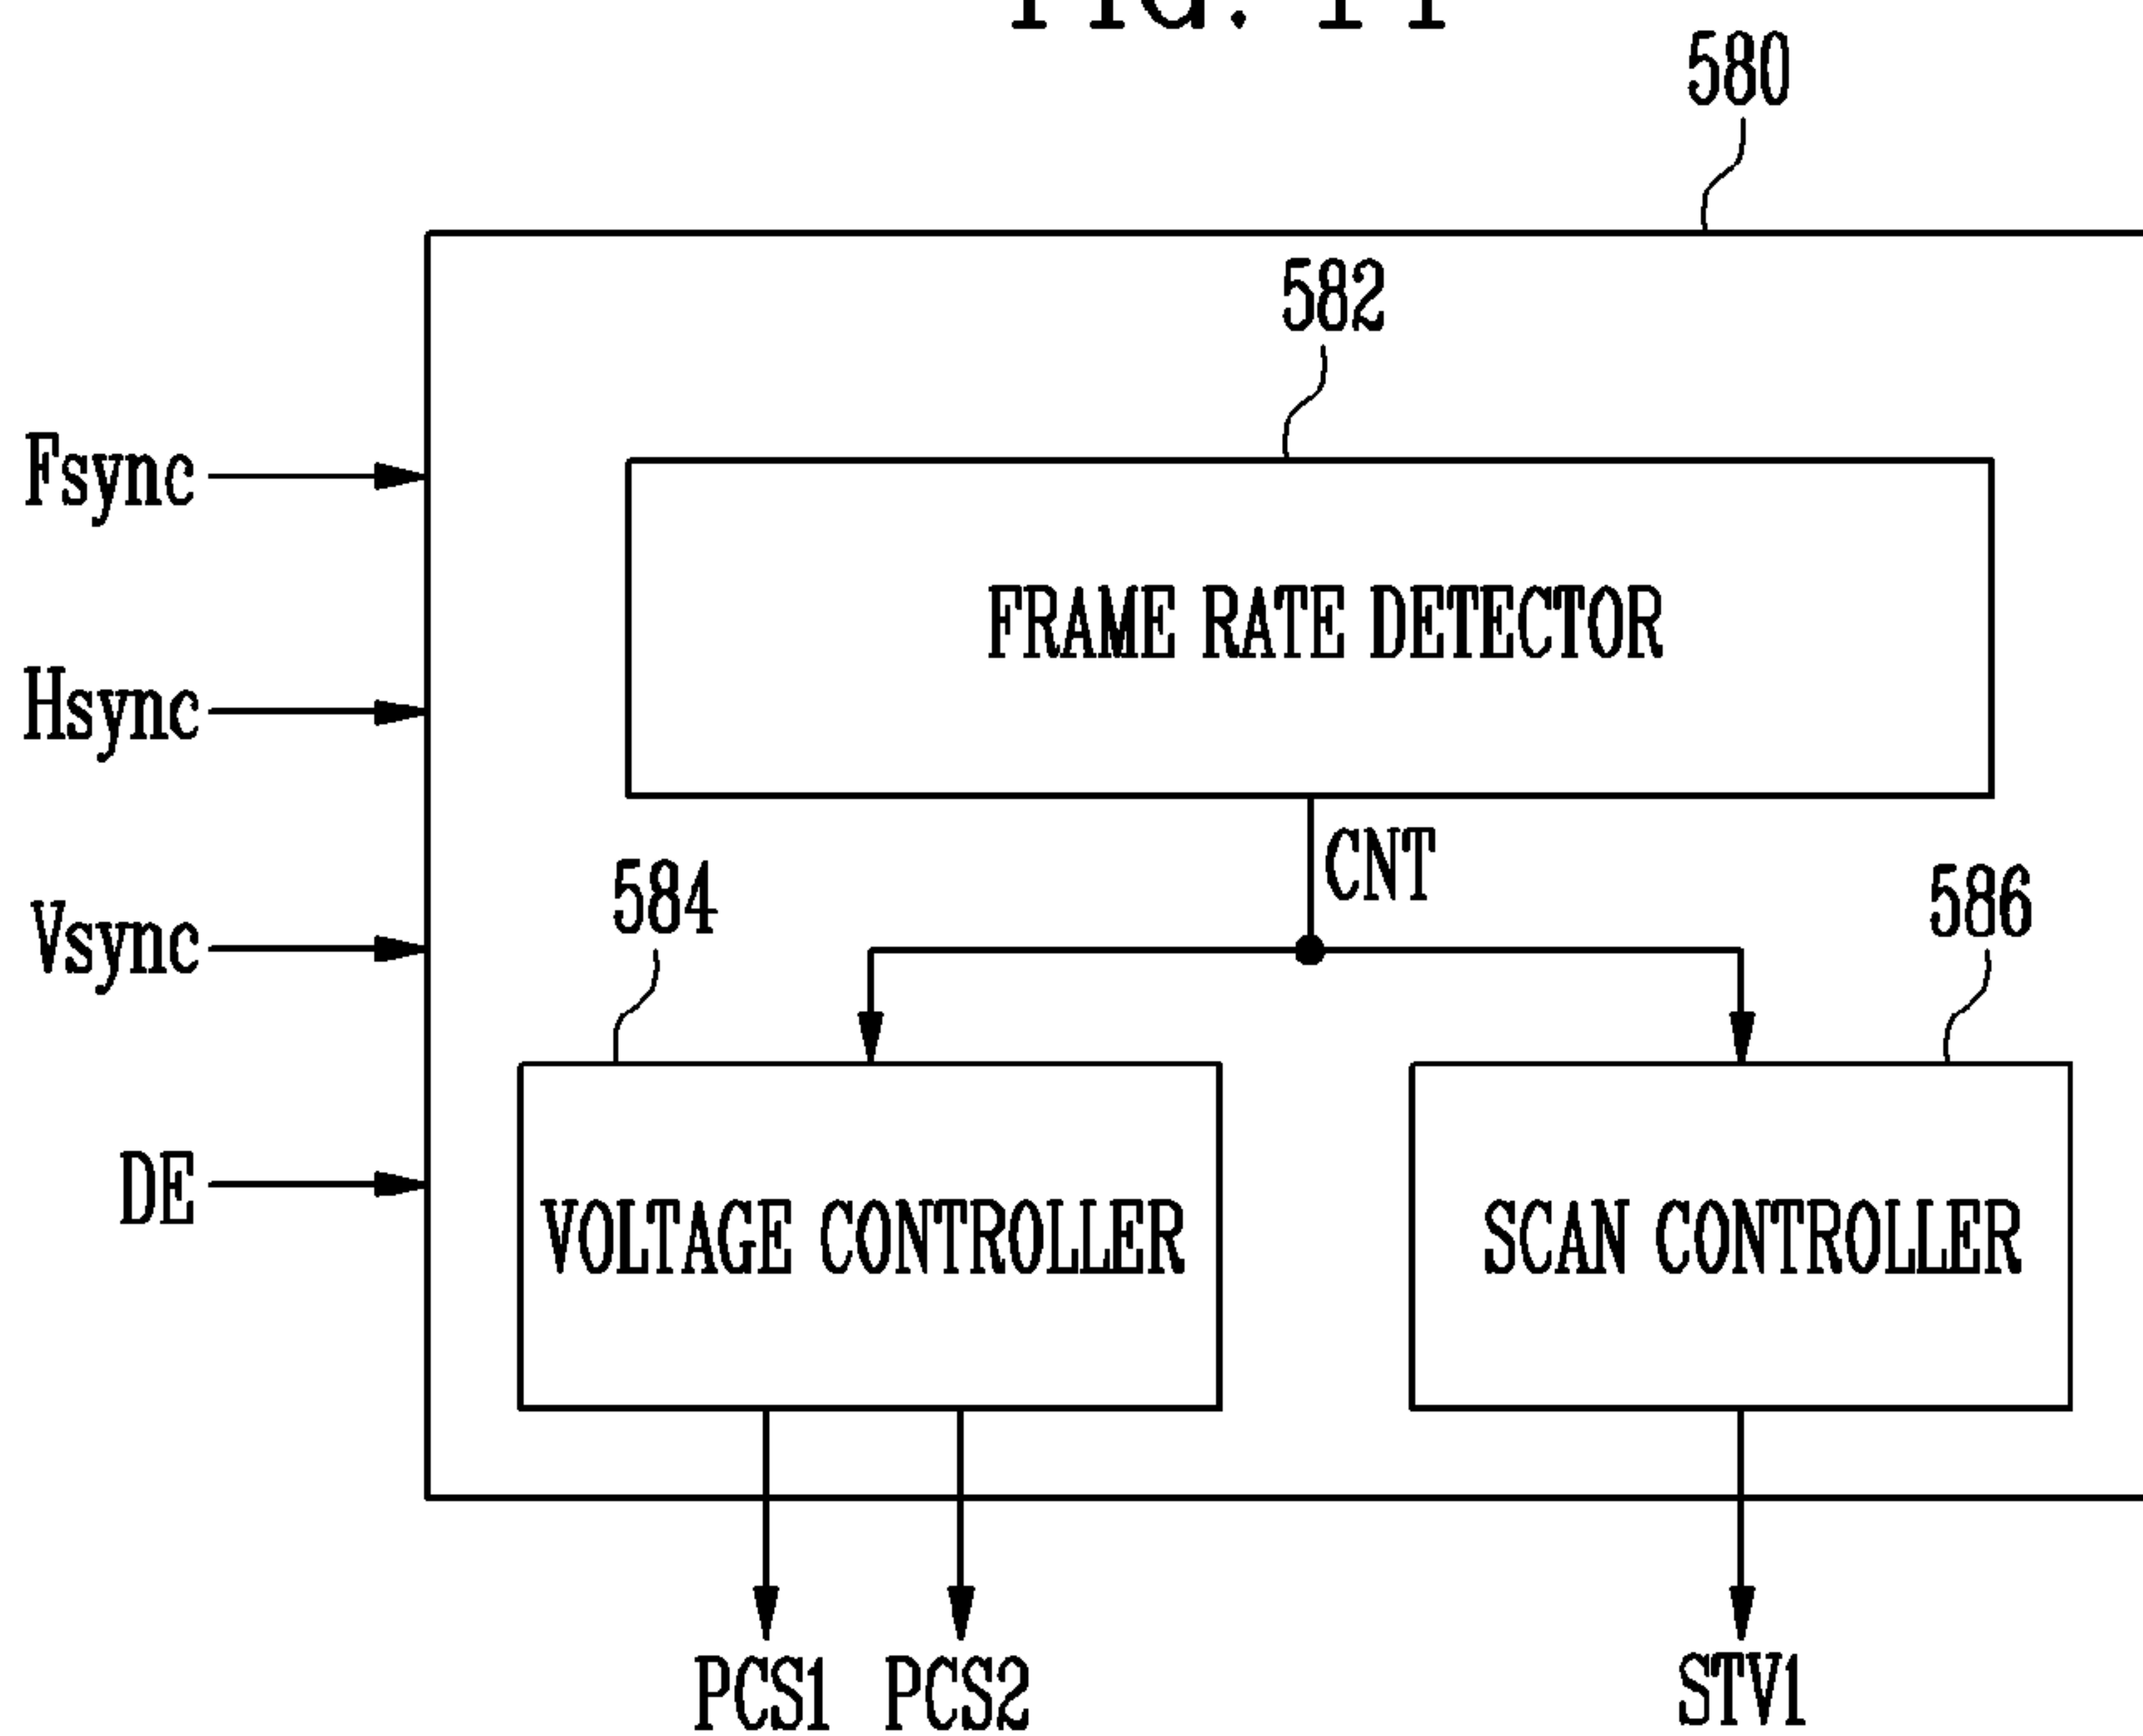 580
582
Fsync
FRAME RATE DETECTOR
Hsync
CNT
584
586
Vsync
DE
VOLTAGE CONTROLLER
SCAN CONTROLLER
PCS1
PCS2
STV1